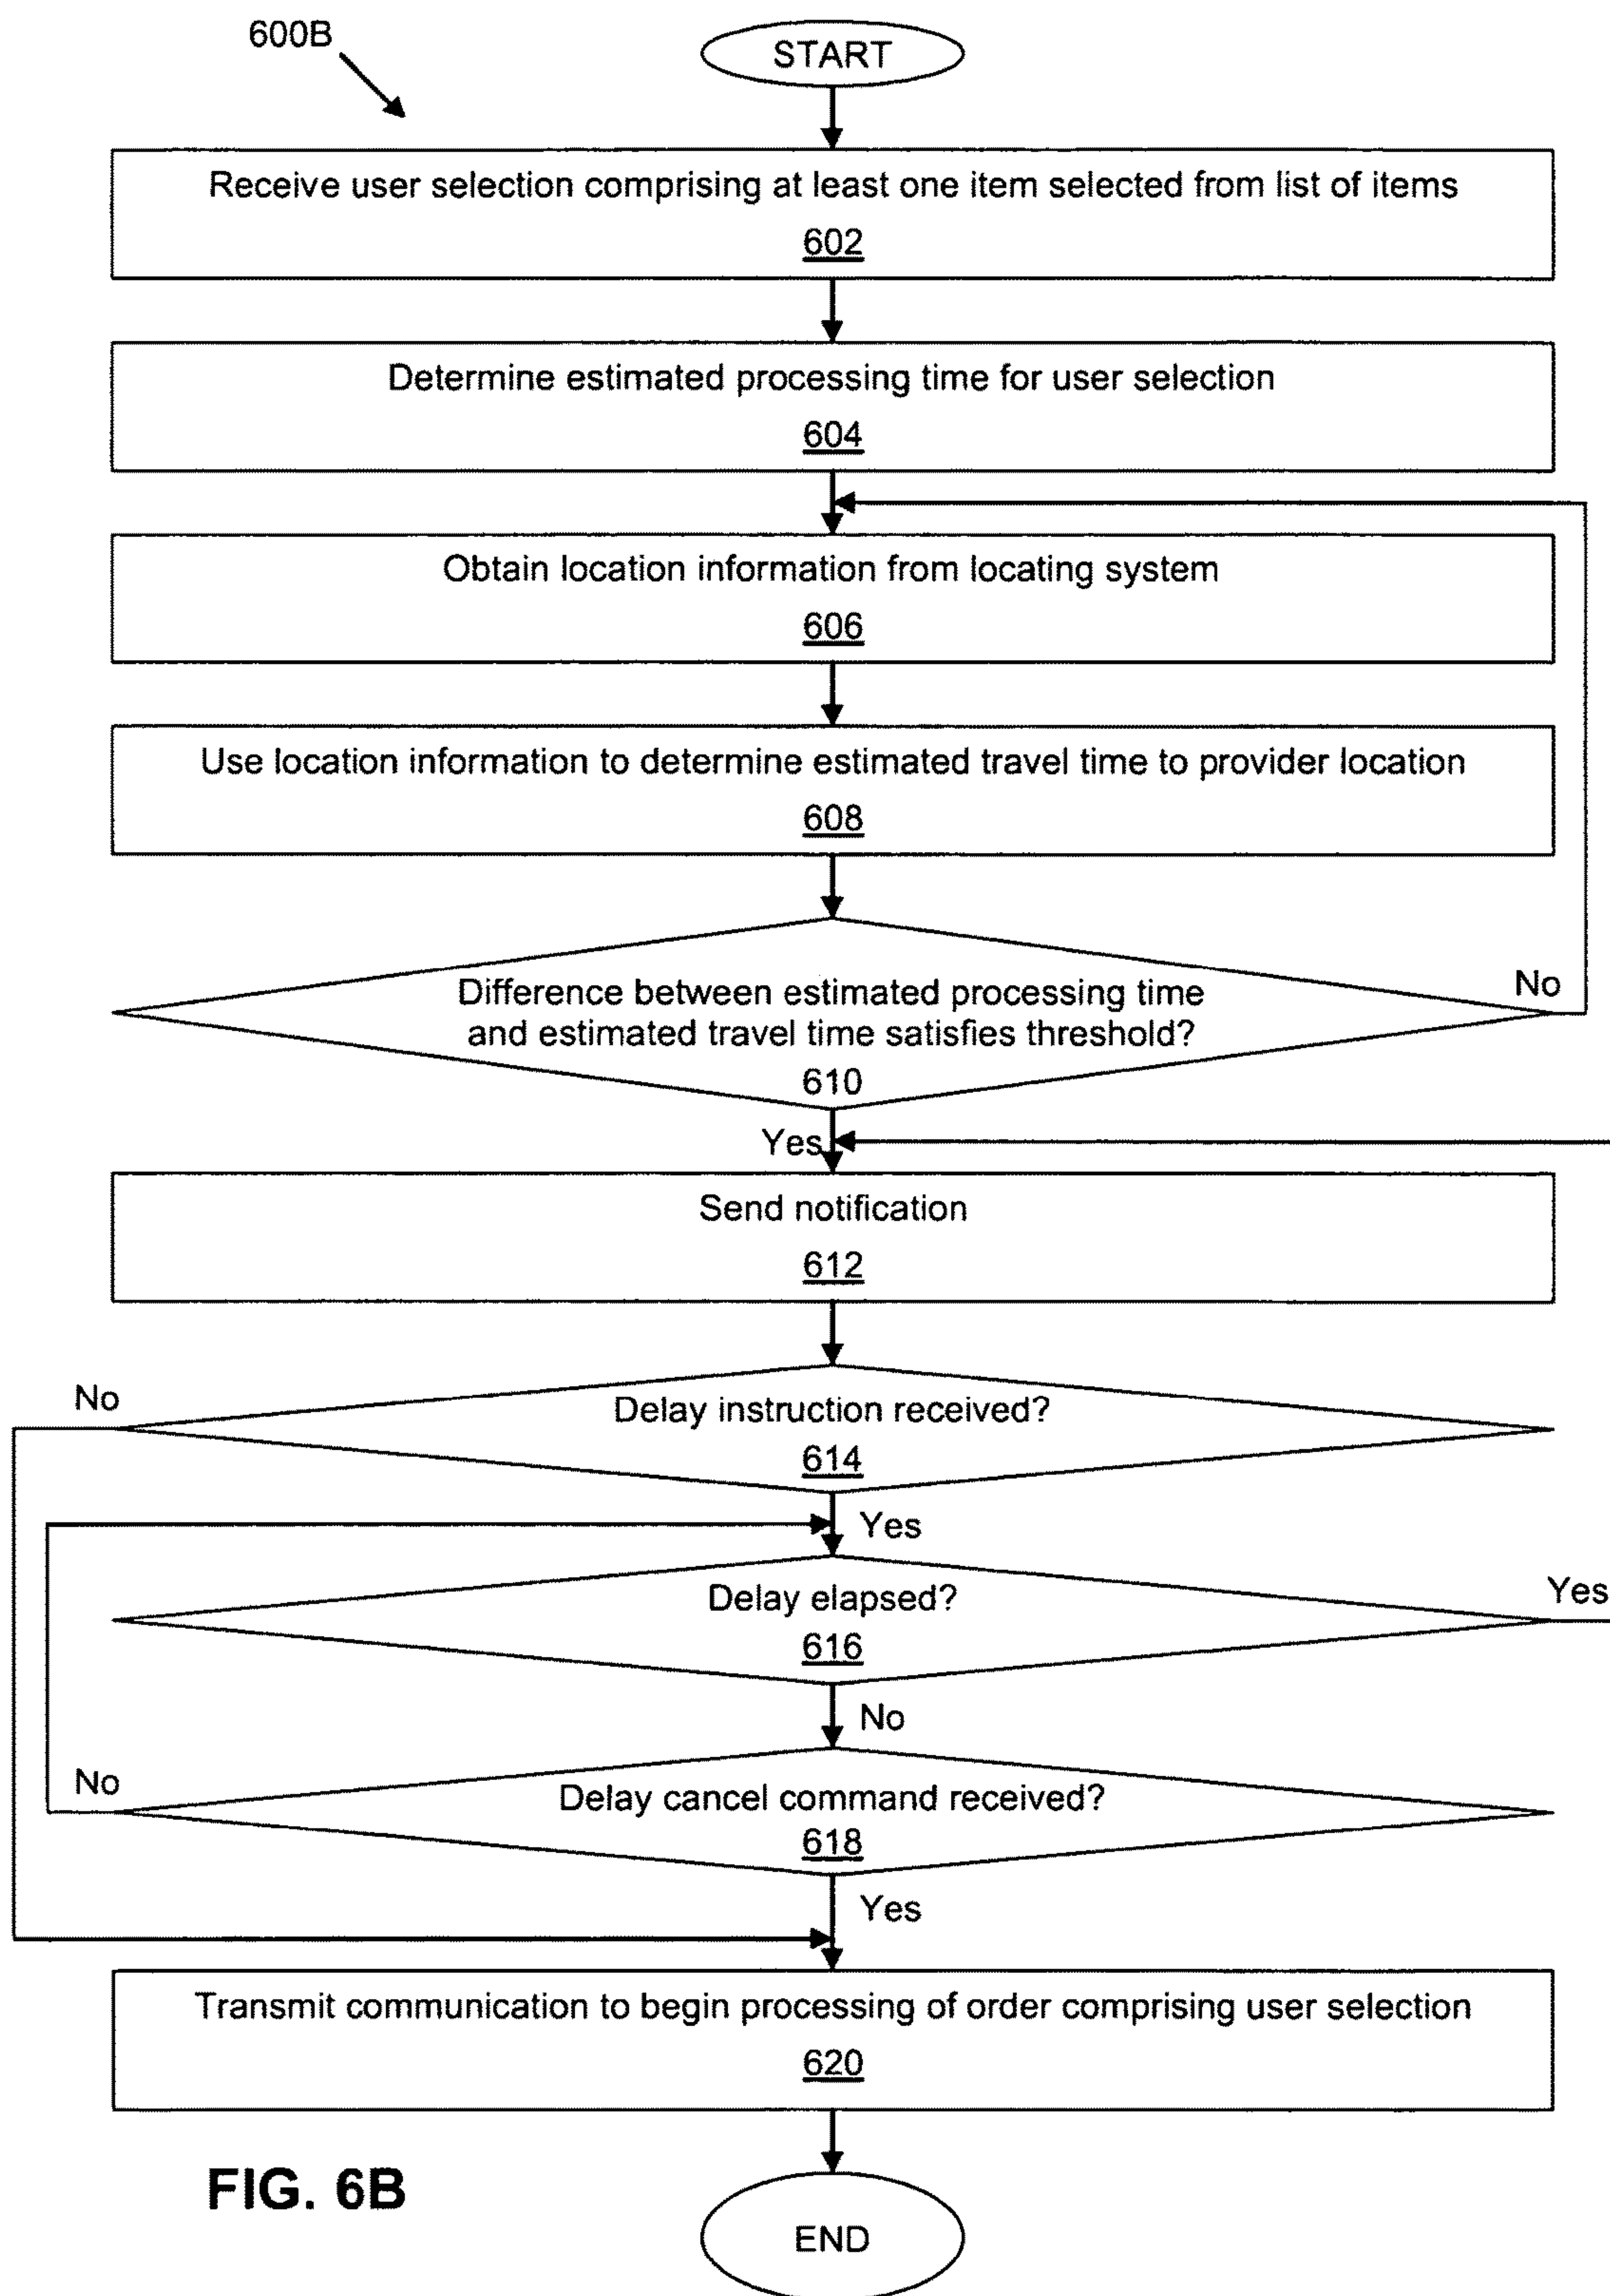 600B
START
Receive user selection comprising at least one item selected from list of items
602
Determine estimated processing time for user selection
604
Obtain location information from locating system
606
Use location information to determine estimated travel time to provider location
608
Difference between estimated processing time
and estimated travel time satisfies threshold?
610
No
Yes
Send notification
612
Delay instruction received?
614
No
Yes
Delay elapsed?
616
Yes
No
Delay cancel command received?
618
No
Yes
Transmit communication to begin processing of order comprising user selection
620
FIG. 6B
END